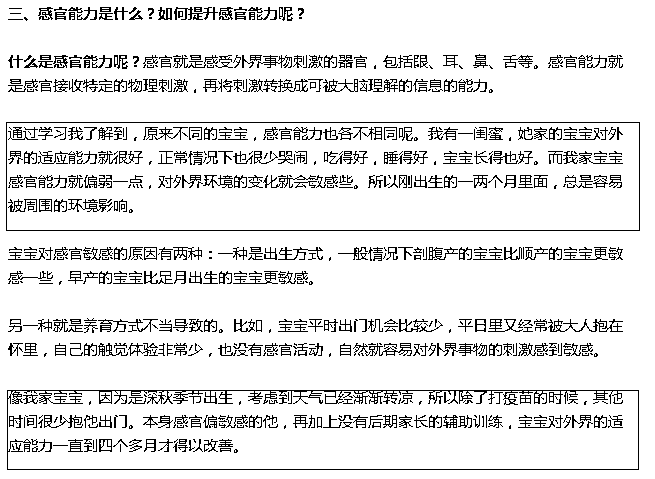 三、感官能力是什么？如何提升感官能力呢？
什么是感官能力呢？感官就是感受外界事物刺激的器官，包括眼、耳、鼻、舌等。感官能力就
是感官接收特定的物理刺激，再将刺激转换成可被大脑理解的信息的能力。
通过学习我了解到，原来不同的宝宝，感官能力也各不相同呢。我有一闺蜜，她家的宝宝对外
界的适应能力就很好，正常情况下也很少哭闹，吃得好，睡得好，宝宝长得也好。而我家宝宝
感官能力就偏弱一点，对外界环境的变化就会敏感些。所以刚出生的一两个月里面，总是容易
被周围的环境影响。
宝宝对感官敏感的原因有两种：一种是出生方式，一般情况下剖腹产的宝宝比顺产的宝宝更敏
感一些，早产的宝宝比足月出生的宝宝更敏感。
另一种就是养育方式不当导致的。比如，宝宝平时出门机会比较少，平日里又经常被大人抱在
怀里，自己的触觉体验非常少，也没有感官活动，自然就容易对外界事物的刺激感到敏感。
像我家宝宝，因为是深秋季节出生，考虑到天气已经渐渐转凉，所以除了打疫苗的时候，其他
时间很少抱他出门。本身感官偏敏感的他，再加上没有后期家长的辅助训练，宝宝对外界的适
应能力一直到四个多月才得以改善。